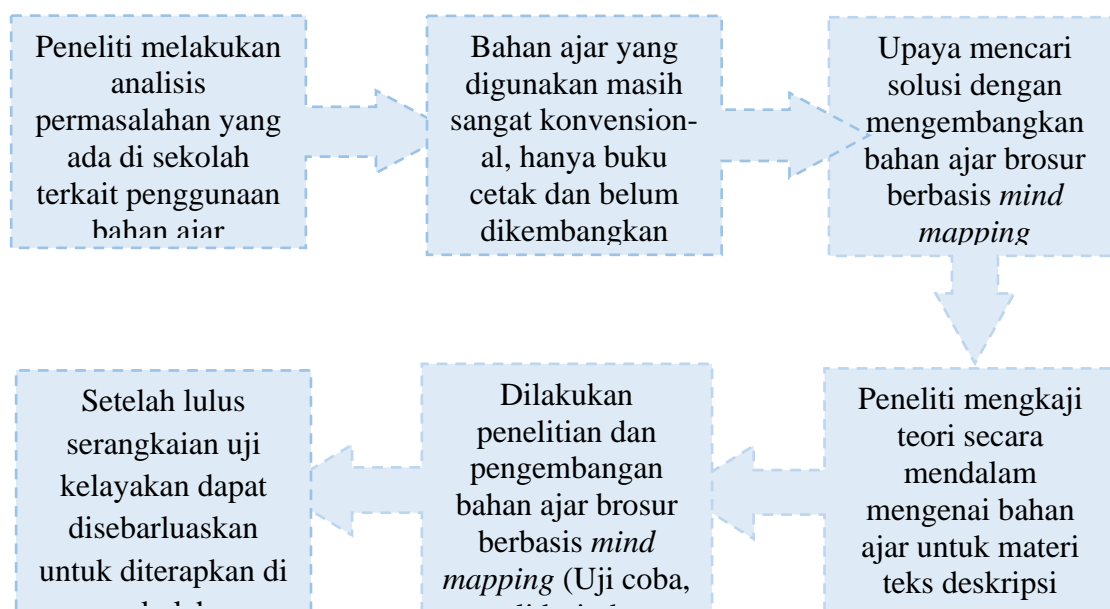 Peneliti melakukan
analisis
permasalahan yang
ada di sekolah
terkait penggunaan
bahan ajar
Bahan ajar yang
digunakan masih
sangat konvension-
al, hanya buku
cetak dan belum
dikembangkan
Upaya mencari
solusi dengan
mengembangkan
bahan ajar brosur
berbasis mind
mapping
Peneliti mengkaji
teori secara
mendalam
mengenai bahan
ajar untuk materi
teks deskripsi
Dilakukan
penelitian dan
pengembangan
bahan ajar brosur
berbasis mind
mapping (Uji coba,
Setelah lulus
serangkaian uji
kelayakan dapat
disebarluaskan
untuk diterapkan di